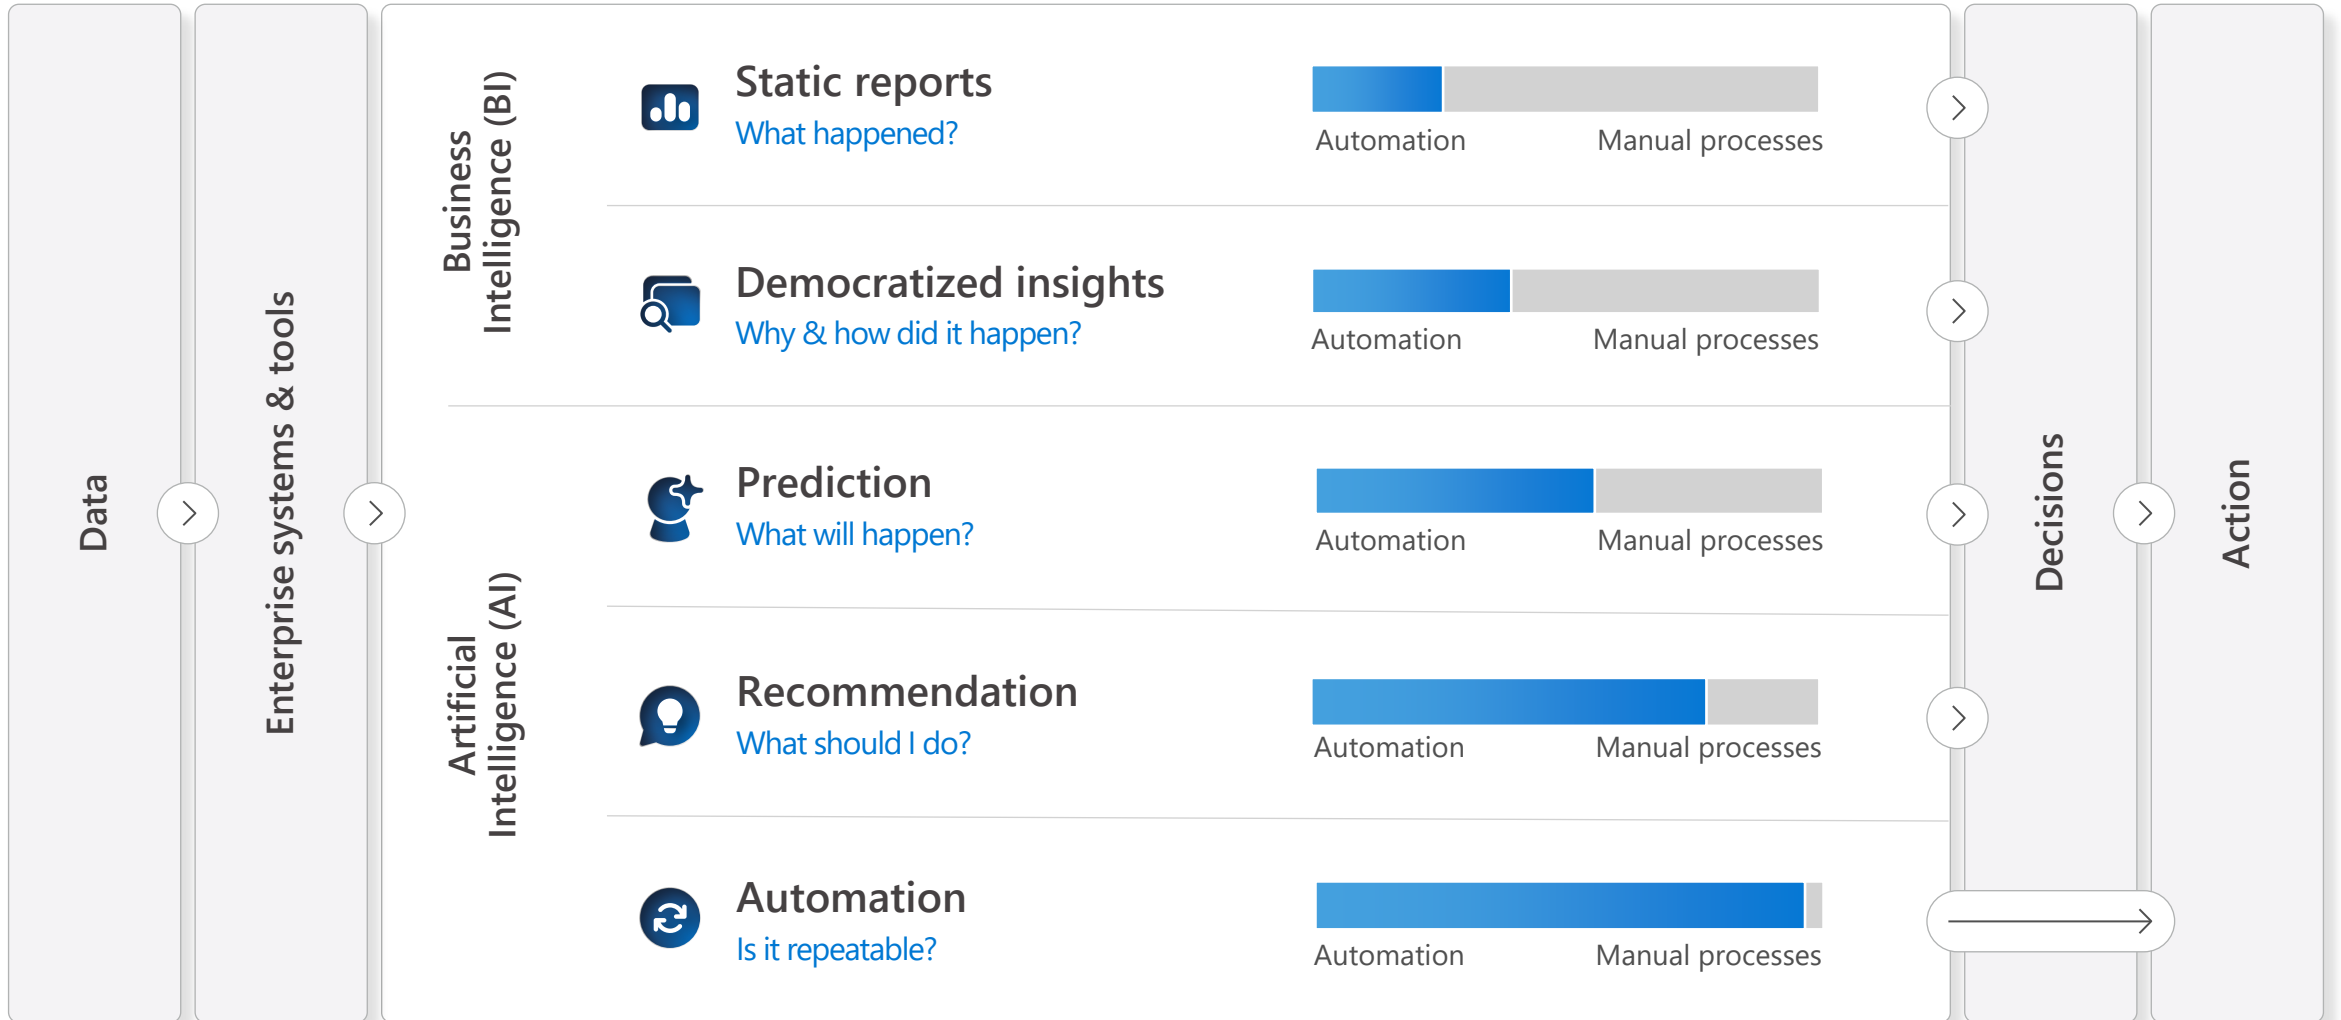 Data
Enterprise systems & tools
Business
Intelligence (BI)
Static reports
What happened?
Automation
Manual processes
Democratized insights
Why & how did it happen?
Automation
Manual processes
Artificial
Intelligence (AI)
Prediction
What will happen?
Automation
Manual processes
Recommendation
What should I do?
Automation
Manual processes
Automation
Is it repeatable?
Automation
Manual processes
Decisions
Action